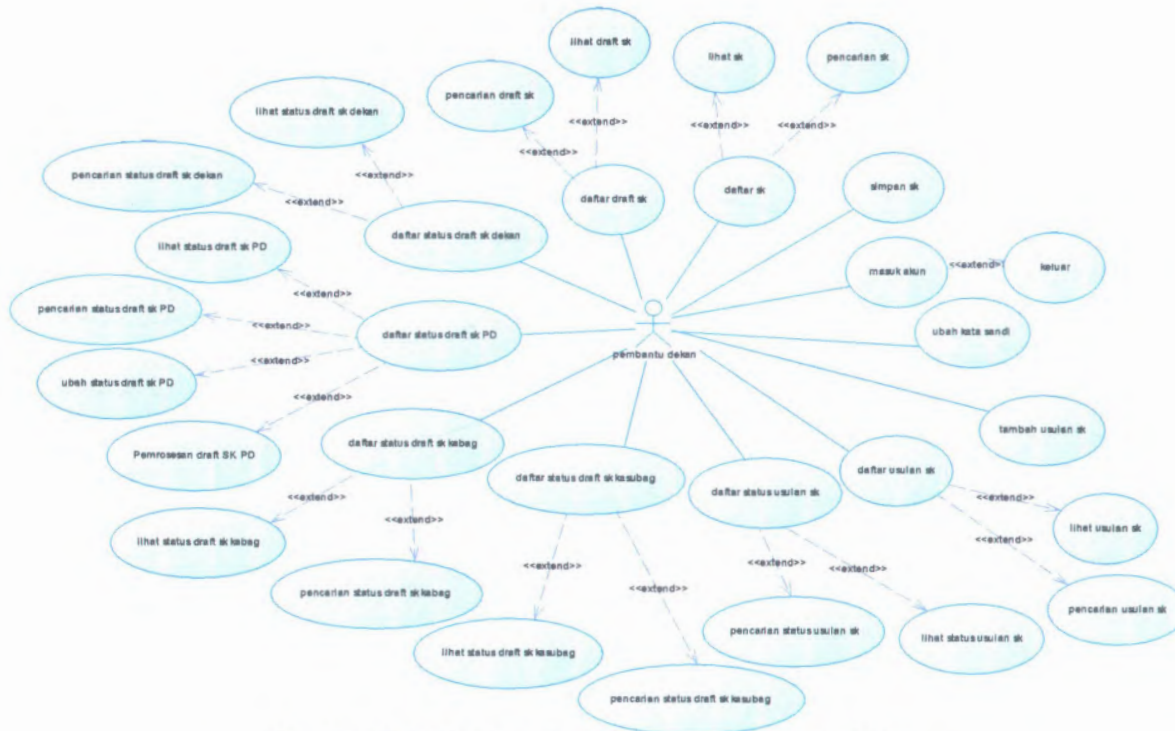 lihat draft sk
lihat sk
pencarian sk
pencarian draft sk
lihat status draft sk dekan
<<extend>>
<<extend>>
<<extend>>
<<extend>>
pencarian status draft sk dekan
<<extend>>
<<extend>>
daftar draft sk
daftar sk
simpan sk
lihat status draft sk PD
daftar status draft sk dekan
masuk akun
<<extend>>
keluar
pencarian status draft sk PD
<<extend>>
<<extend>>
daftar status draft sk PD
ubah kata sandi
pembantu dekan
ubah status draft sk PD
<<extend>>
<<extend>>
Pemrosesan draft SK PD
daftar status draft sk kabag
tambah usulan sk
daftar status draft sk kasubag
daftar status usulan sk
daftar usulan sk
<<extend>>
<<extend>>
<<extend>>
<<extend>>
lihat status draft sk kabag
lihat usulan sk
<<extend>>
<<extend>>
<<extend>>
<<extend>>
pencarian status draft sk kabag
pencarian usulan sk
pencarian status usulan sk
lihat status usulan sk
lihat status draft sk kasubag
pencarian status draft sk kasubag